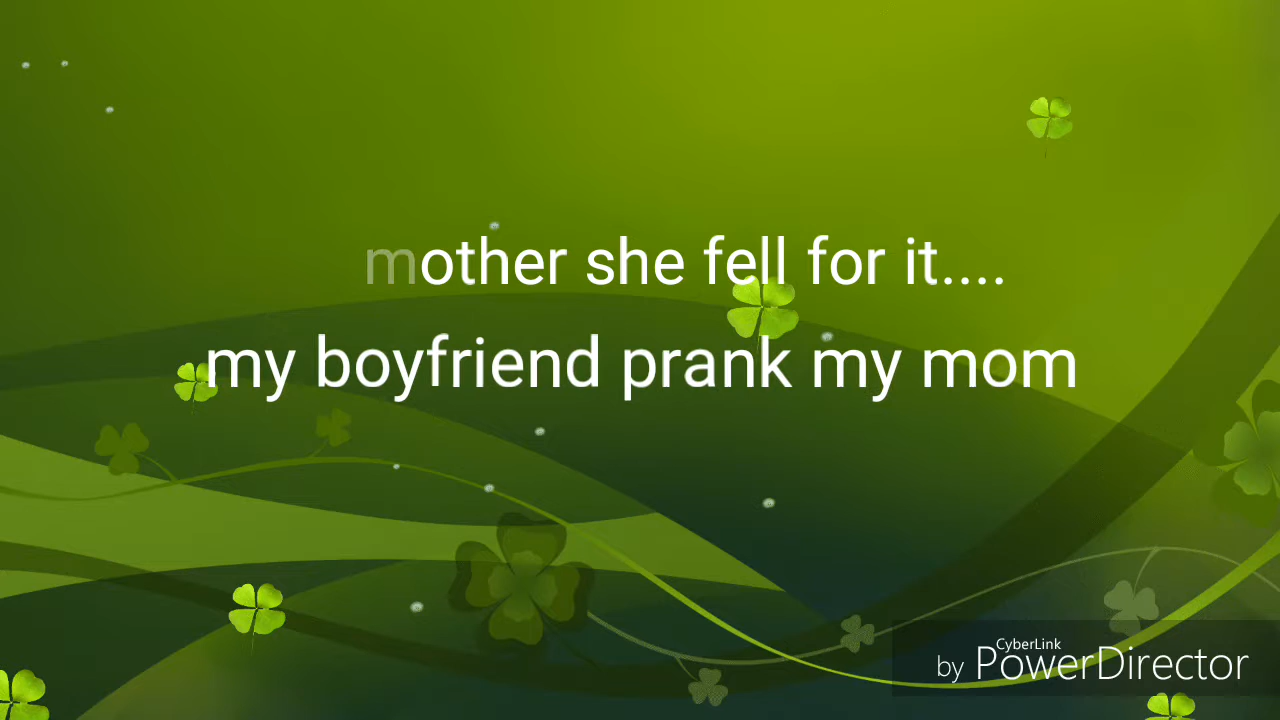 mother she fell for it....
my boyfriend prank my mom
CyberLink
by PowerDirector